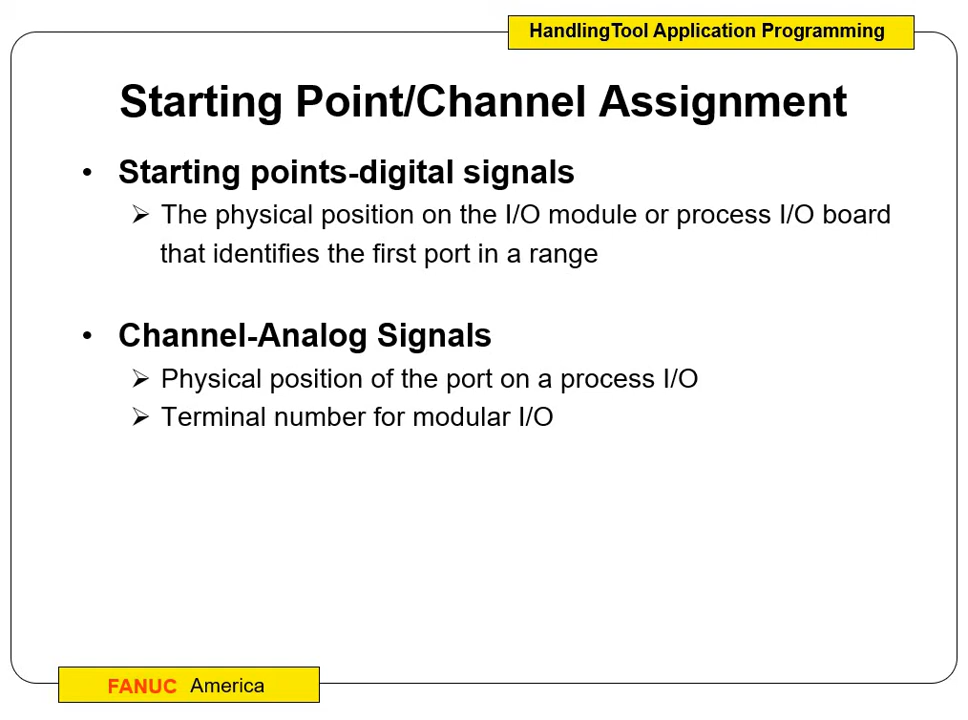 HandlingTool Application Programming
Starting Point/Channel Assignment
• Starting points-digital signals
➢ The physical position on the I/O module or process I/O board
that identifies the first port in a range
• Channel-Analog Signals
➢ Physical position of the port on a process I/O
➢ Terminal number for modular I/O
FANUC America